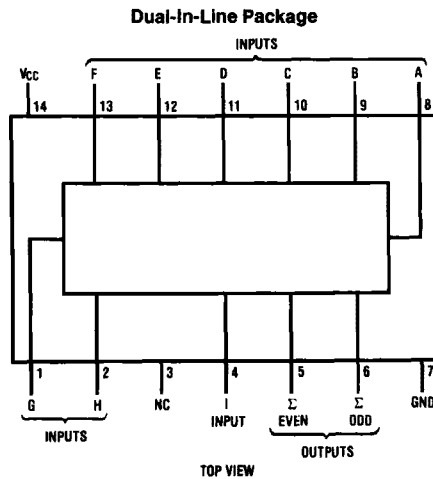 Dual-In-Line Package
INPUTS
VCC F E D C B A
14 13 12 11 10 9 8
1 2 3 4 5 6 7
G H NC I Σ Σ GND
INPUTS INPUT EVEN ODD
OUTPUTS
TOP VIEW